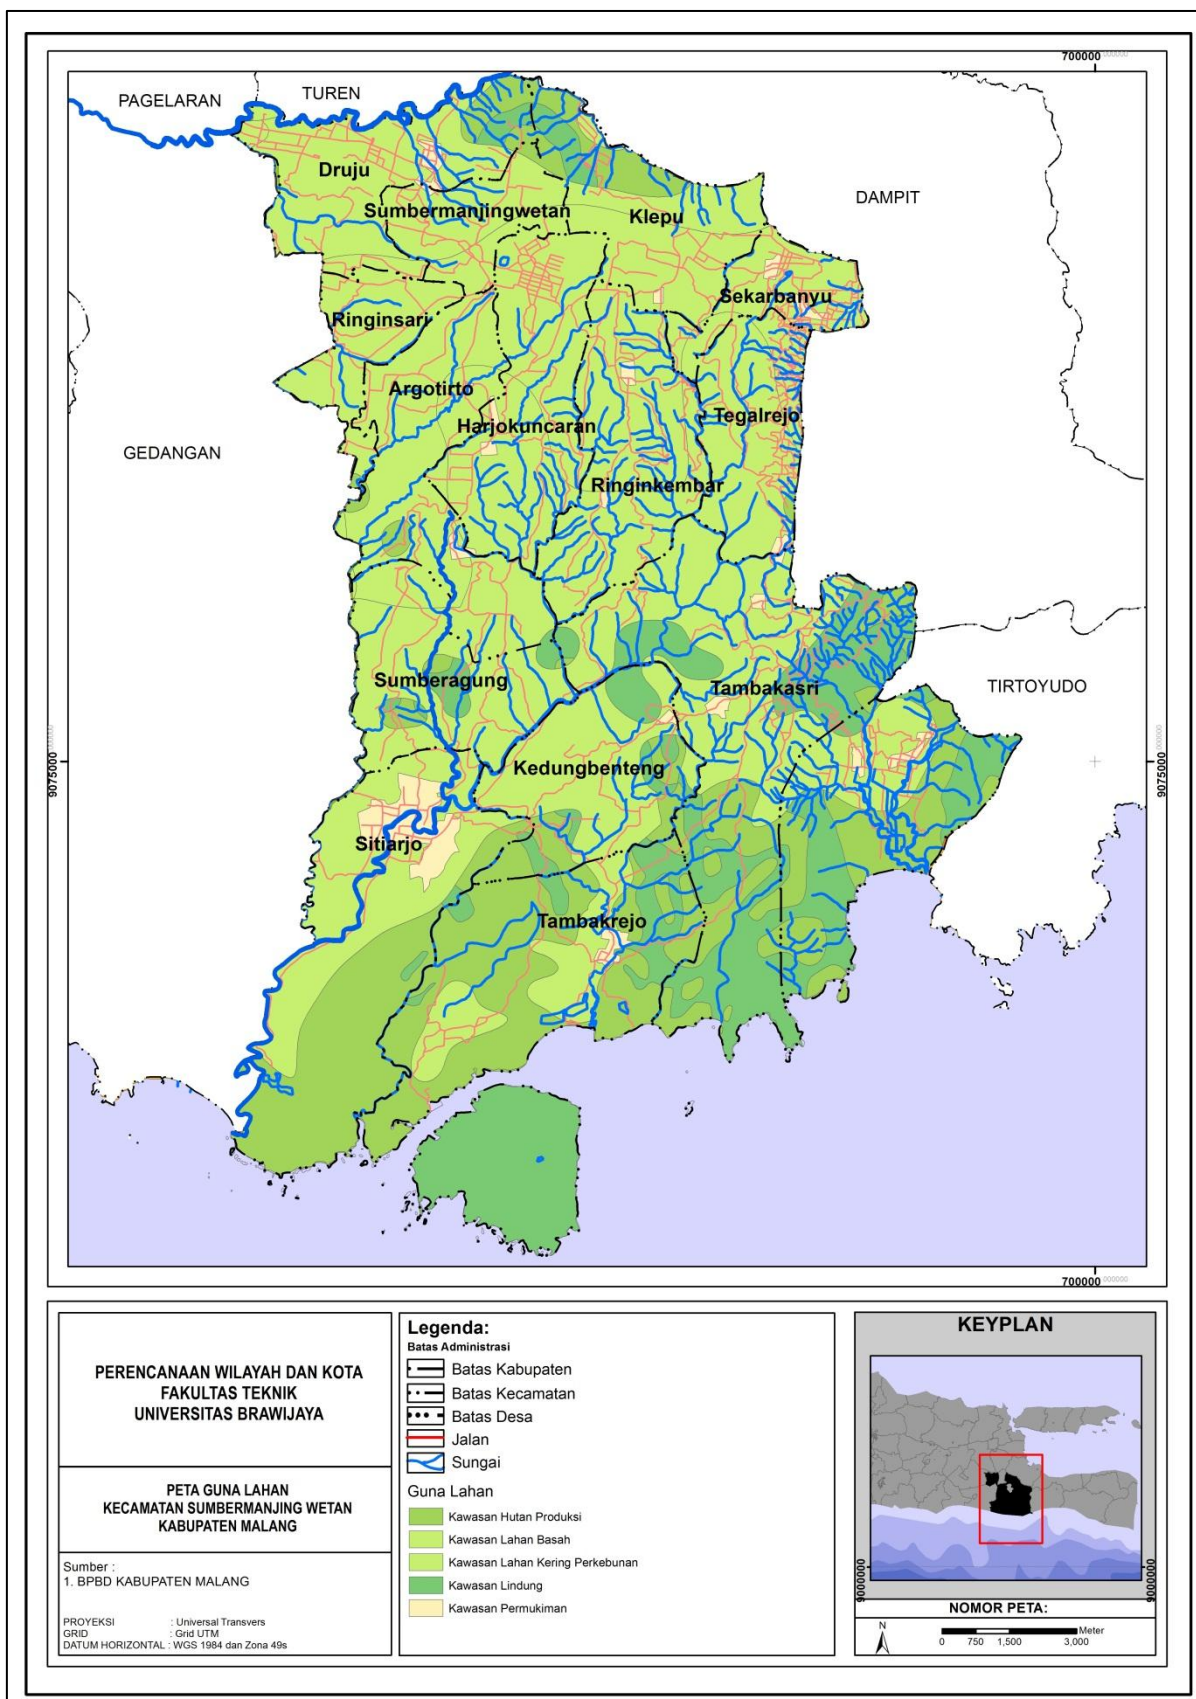 700000
PAGELARAN
TUREN
DAMPIT
Druju
Sumbermanjingwetan
Klepu
Sekarbanyu
Ringinsari
Argotirto
Harjokuncaran
Tegalrejo
GEDANGAN
Ringinkembar
Sumberagung
Tambakasri
TIRTOYUDO
9075000
9075000
Kedungbenteng
Sitiarjo
Tambakrejo
700000
PERENCANAAN WILAYAH DAN KOTA
FAKULTAS TEKNIK
UNIVERSITAS BRAWIJAYA
PETA GUNA LAHAN
KECAMATAN SUMBERMANJING WETAN
KABUPATEN MALANG
Sumber :
1. BPBD KABUPATEN MALANG
PROYEKSI : Universal Transvers
GRID : Grid UTM
DATUM HORIZONTAL : WGS 1984 dan Zona 49s
Legenda:
Batas Administrasi
Batas Kabupaten
Batas Kecamatan
Batas Desa
Jalan
Sungai
Guna Lahan
Kawasan Hutan Produksi
Kawasan Lahan Basah
Kawasan Lahan Kering Perkebunan
Kawasan Lindung
Kawasan Permukiman
KEYPLAN
9000000
9000000
NOMOR PETA:
N
Meter
0 750 1,500 3,000